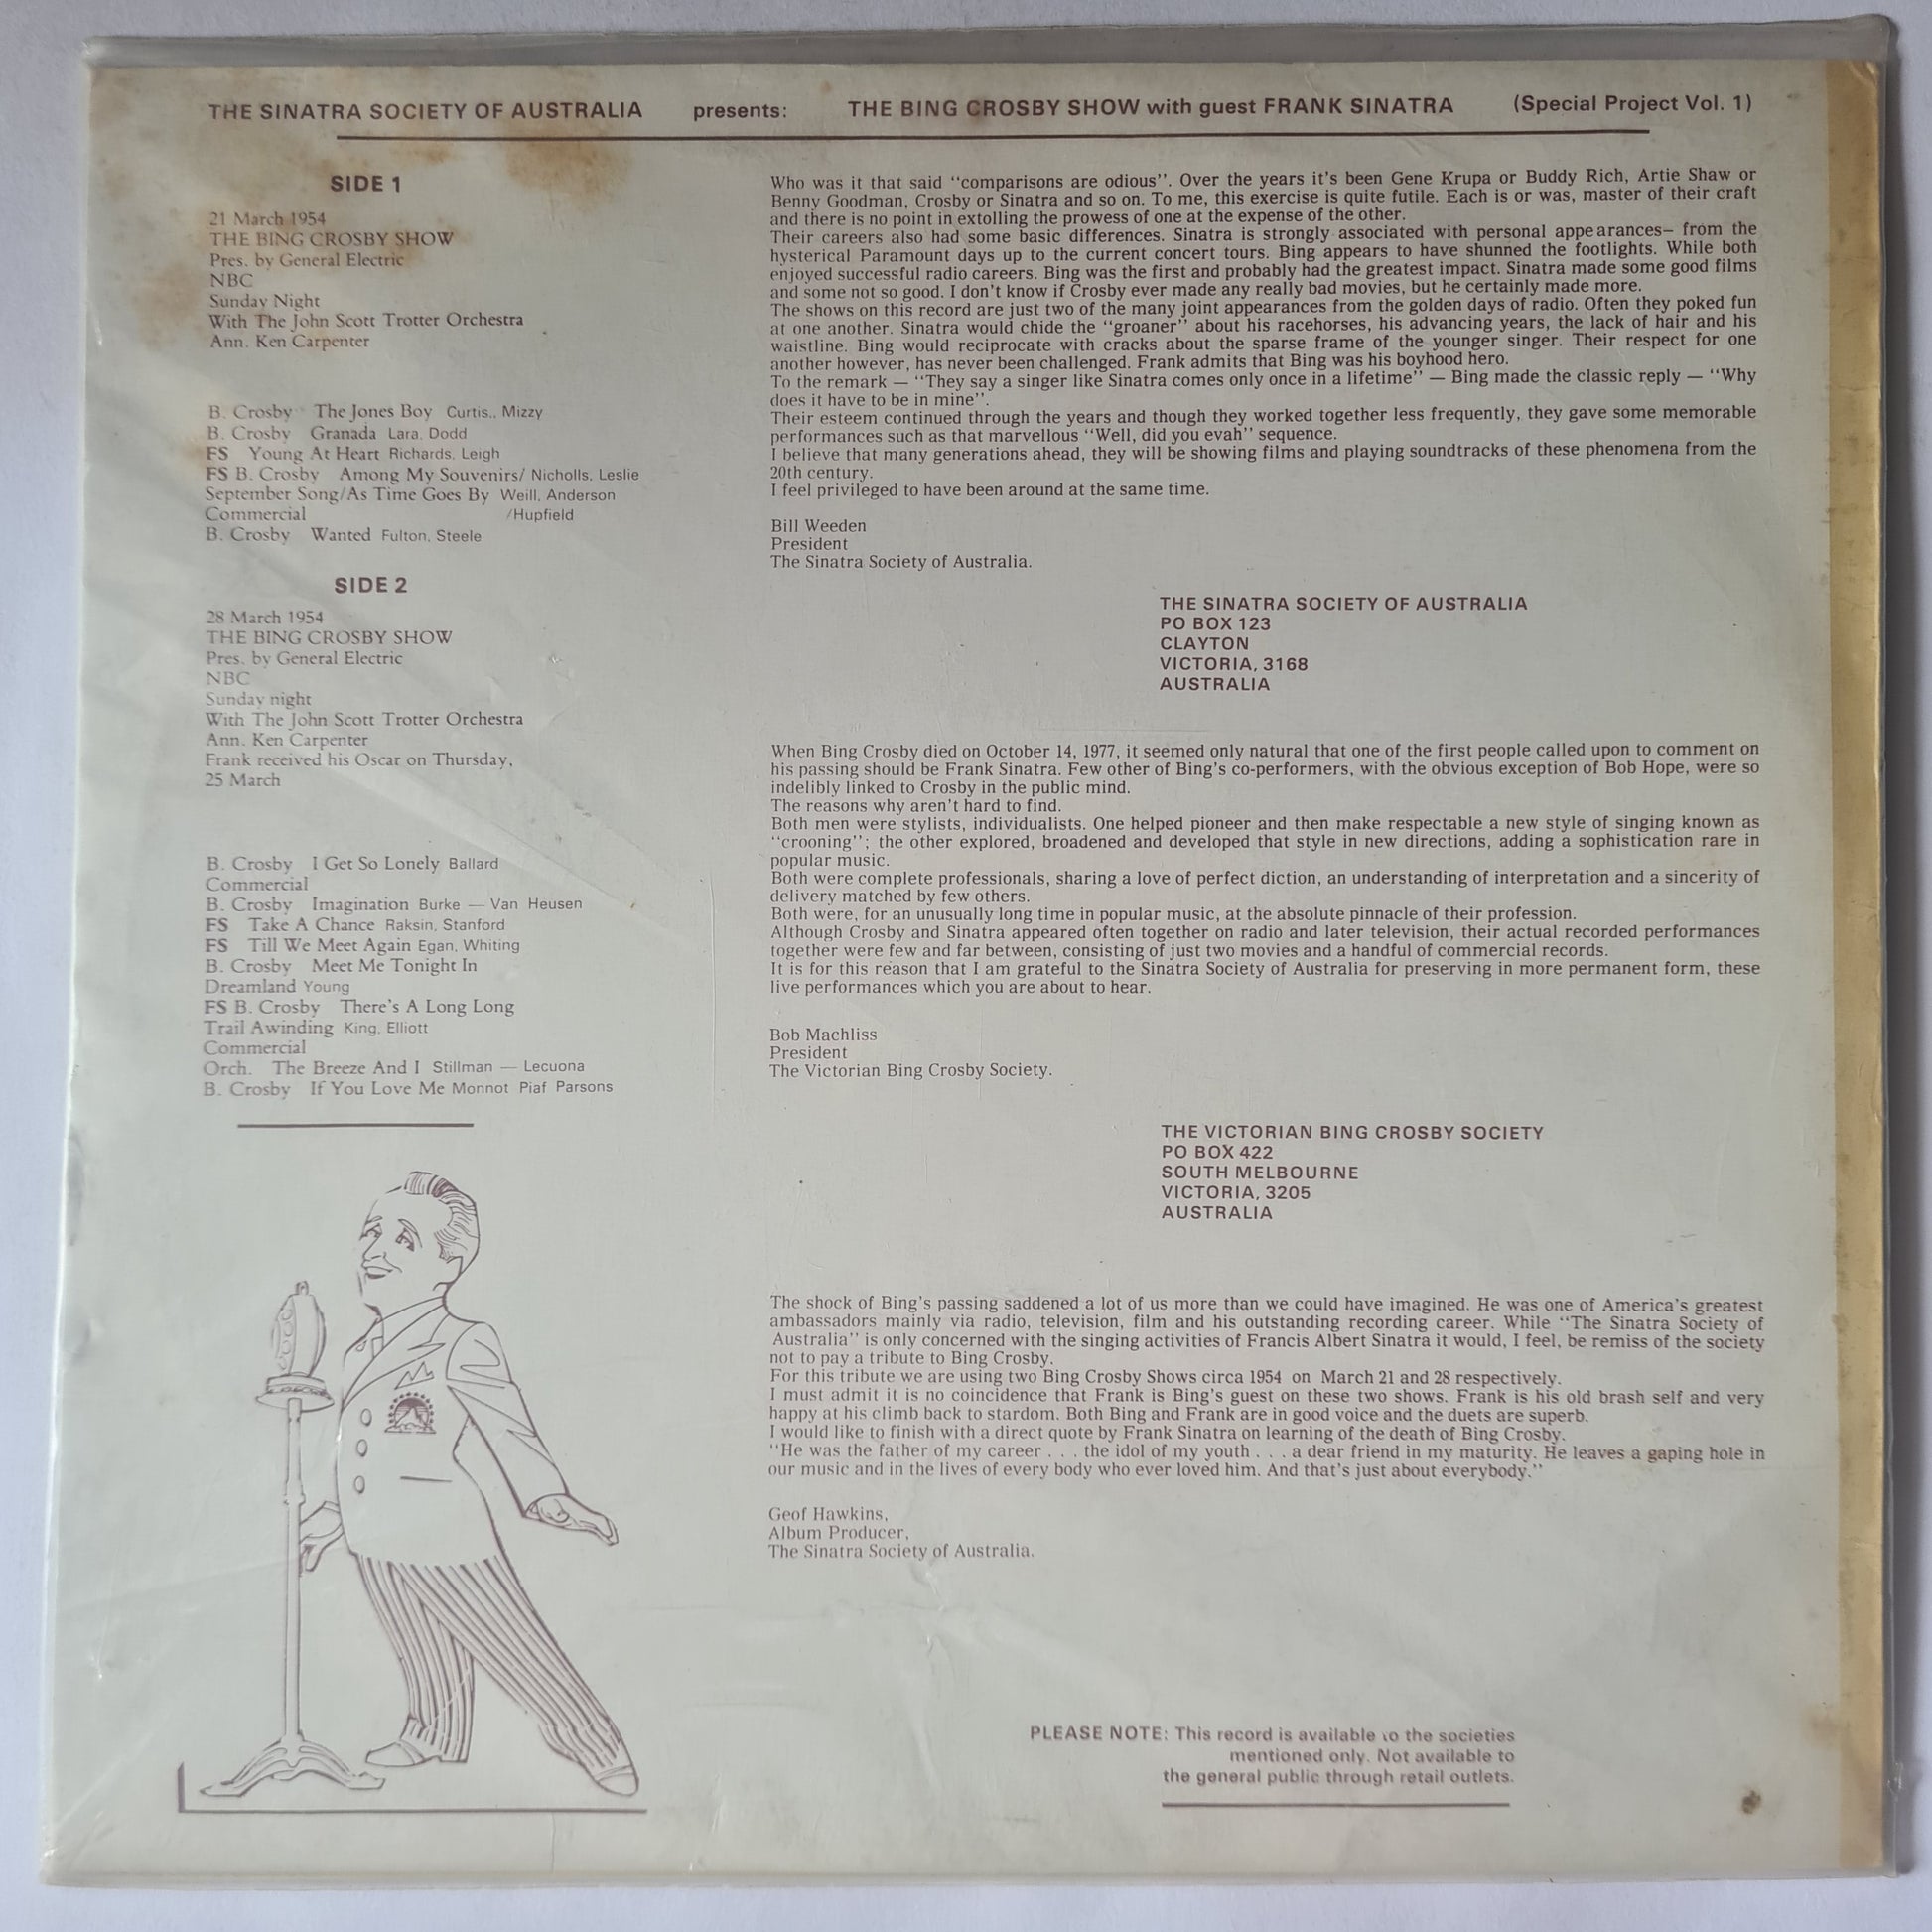 THE SINATRA SOCIETY OF AUSTRALIA presents: THE BING CROSBY SHOW with guest FRANK SINATRA (Special Project Vol. 1)
SIDE 1
21 March 1954
THE BING CROSBY SHOW
Pres. by General Electric
NBC
Sunday Night
With The John Scott Trotter Orchestra
Ann. Ken Carpenter
B. Crosby The Jones Boy Curtis., Mizzy
B. Crosby Granada Lara, Dodd
FS Young At Heart Richards, Leigh
FS B. Crosby Among My Souvenirs/ Nicholls, Leslie
September Song/As Time Goes By Weill, Anderson
Commercial /Hupfield
B. Crosby Wanted Fulton, Steele
SIDE 2
28 March 1954
THE BING CROSBY SHOW
Pres. by General Electric
NBC
Sunday night
With The John Scott Trotter Orchestra
Ann. Ken Carpenter
Frank received his Oscar on Thursday,
25 March
B. Crosby I Get So Lonely Ballard
Commercial
B. Crosby Imagination Burke — Van Heusen
FS Take A Chance Raksin, Stanford
FS Till We Meet Again Egan, Whiting
B. Crosby Meet Me Tonight In
Dreamland Young
FS B. Crosby There's A Long Long
Trail Awinding King, Elliott
Commercial
Orch. The Breeze And I Stillman — Lecuona
B. Crosby If You Love Me Monnot Piaf Parsons
Who was it that said "comparisons are odious". Over the years it's been Gene Krupa or Buddy Rich, Artie Shaw or
Benny Goodman, Crosby or Sinatra and so on. To me, this exercise is quite futile. Each is or was, master of their craft
and there is no point in extolling the prowess of one at the expense of the other.
Their careers also had some basic differences. Sinatra is strongly associated with personal appearances– from the
hysterical Paramount days up to the current concert tours. Bing appears to have shunned the footlights. While both
enjoyed successful radio careers. Bing was the first and probably had the greatest impact. Sinatra made some good films
and some not so good. I don't know if Crosby ever made any really bad movies, but he certainly made more.
The shows on this record are just two of the many joint appearances from the golden days of radio. Often they poked fun
at one another. Sinatra would chide the "groaner" about his racehorses, his advancing years, the lack of hair and his
waistline. Bing would reciprocate with cracks about the sparse frame of the younger singer. Their respect for one
another however, has never been challenged. Frank admits that Bing was his boyhood hero.
To the remark — "They say a singer like Sinatra comes only once in a lifetime" — Bing made the classic reply — "Why
does it have to be in mine".
Their esteem continued through the years and though they worked together less frequently, they gave some memorable
performances such as that marvellous "Well, did you evah" sequence.
I believe that many generations ahead, they will be showing films and playing soundtracks of these phenomena from the
20th century.
I feel privileged to have been around at the same time.
Bill Weeden
President
The Sinatra Society of Australia.
THE SINATRA SOCIETY OF AUSTRALIA
PO BOX 123
CLAYTON
VICTORIA, 3168
AUSTRALIA
When Bing Crosby died on October 14, 1977, it seemed only natural that one of the first people called upon to comment on
his passing should be Frank Sinatra. Few other of Bing's co-performers, with the obvious exception of Bob Hope, were so
indelibly linked to Crosby in the public mind.
The reasons why aren't hard to find.
Both men were stylists, individualists. One helped pioneer and then make respectable a new style of singing known as
"crooning"; the other explored, broadened and developed that style in new directions, adding a sophistication rare in
popular music.
Both were complete professionals, sharing a love of perfect diction, an understanding of interpretation and a sincerity of
delivery matched by few others.
Both were, for an unusually long time in popular music, at the absolute pinnacle of their profession.
Although Crosby and Sinatra appeared often together on radio and later television, their actual recorded performances
together were few and far between, consisting of just two movies and a handful of commercial records.
It is for this reason that I am grateful to the Sinatra Society of Australia for preserving in more permanent form, these
live performances which you are about to hear.
Bob Machliss
President
The Victorian Bing Crosby Society.
THE VICTORIAN BING CROSBY SOCIETY
PO BOX 422
SOUTH MELBOURNE
VICTORIA, 3205
AUSTRALIA
The shock of Bing's passing saddened a lot of us more than we could have imagined. He was one of America's greatest
ambassadors mainly via radio, television, film and his outstanding recording career. While "The Sinatra Society of
Australia" is only concerned with the singing activities of Francis Albert Sinatra it would, I feel, be remiss of the society
not to pay a tribute to Bing Crosby.
For this tribute we are using two Bing Crosby Shows circa 1954 on March 21 and 28 respectively.
I must admit it is no coincidence that Frank is Bing's guest on these two shows. Frank is his old brash self and very
happy at his climb back to stardom. Both Bing and Frank are in good voice and the duets are superb.
I would like to finish with a direct quote by Frank Sinatra on learning of the death of Bing Crosby.
"He was the father of my career . . . the idol of my youth . . . a dear friend in my maturity. He leaves a gaping hole in
our music and in the lives of every body who ever loved him. And that's just about everybody."
Geof Hawkins,
Album Producer,
The Sinatra Society of Australia.
PLEASE NOTE: This record is available to the societies
mentioned only. Not available to
the general public through retail outlets.